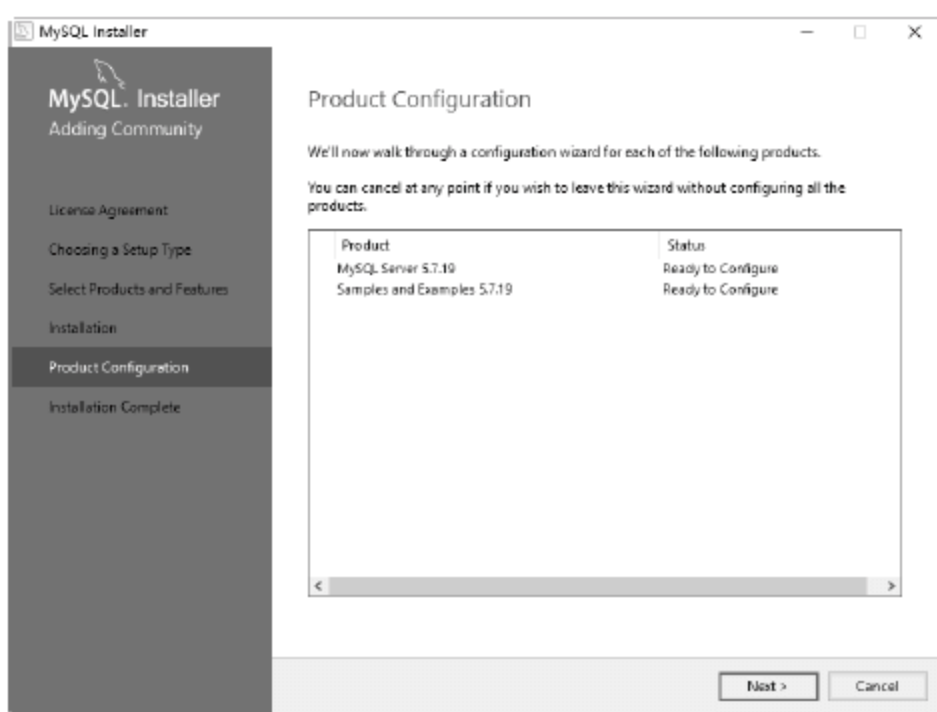 MySQL Installer
MySQL. Installer
Adding Community
License Agreement
Choosing a Setup Type
Select Products and Features
Installation
Product Configuration
Installation Complete
Product Configuration
We'll now walk through a configuration wizard for each of the following products.
You can cancel at any point if you wish to leave this wizard without configuring all the
products.
Product Status
MySQL Server 5.7.19 Ready to Configure
Samples and Examples 5.7.19 Ready to Configure
Next >
Cancel